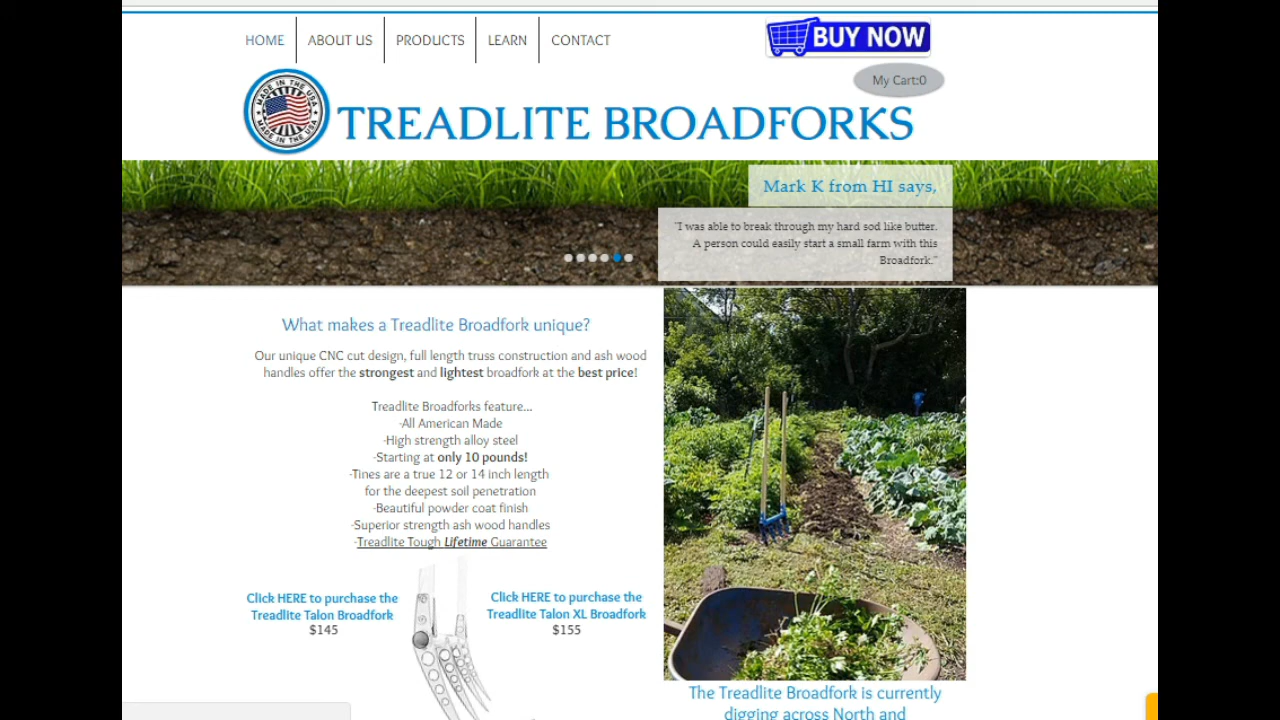 HOME
ABOUT US
PRODUCTS
LEARN
CONTACT
BUY NOW
My Cart:0
MADE IN THE USA
MADE IN THE USA
TREADLITE BROADFORKS
Mark K from HI says,
"I was able to break through my hard sod like butter.
A person could easily start a small farm with this
Broadfork."
What makes a Treadlite Broadfork unique?
Our unique CNC cut design, full length truss construction and ash wood
handles offer the strongest and lightest broadfork at the best price!
Treadlite Broadforks feature...
-All American Made
-High strength alloy steel
-Starting at only 10 pounds!
-Tines are a true 12 or 14 inch length
for the deepest soil penetration
-Beautiful powder coat finish
-Superior strength ash wood handles
-Treadlite Tough Lifetime Guarantee
Click HERE to purchase the
Treadlite Talon Broadfork
$145
Click HERE to purchase the
Treadlite Talon XL Broadfork
$155
The Treadlite Broadfork is currently
digging across North and